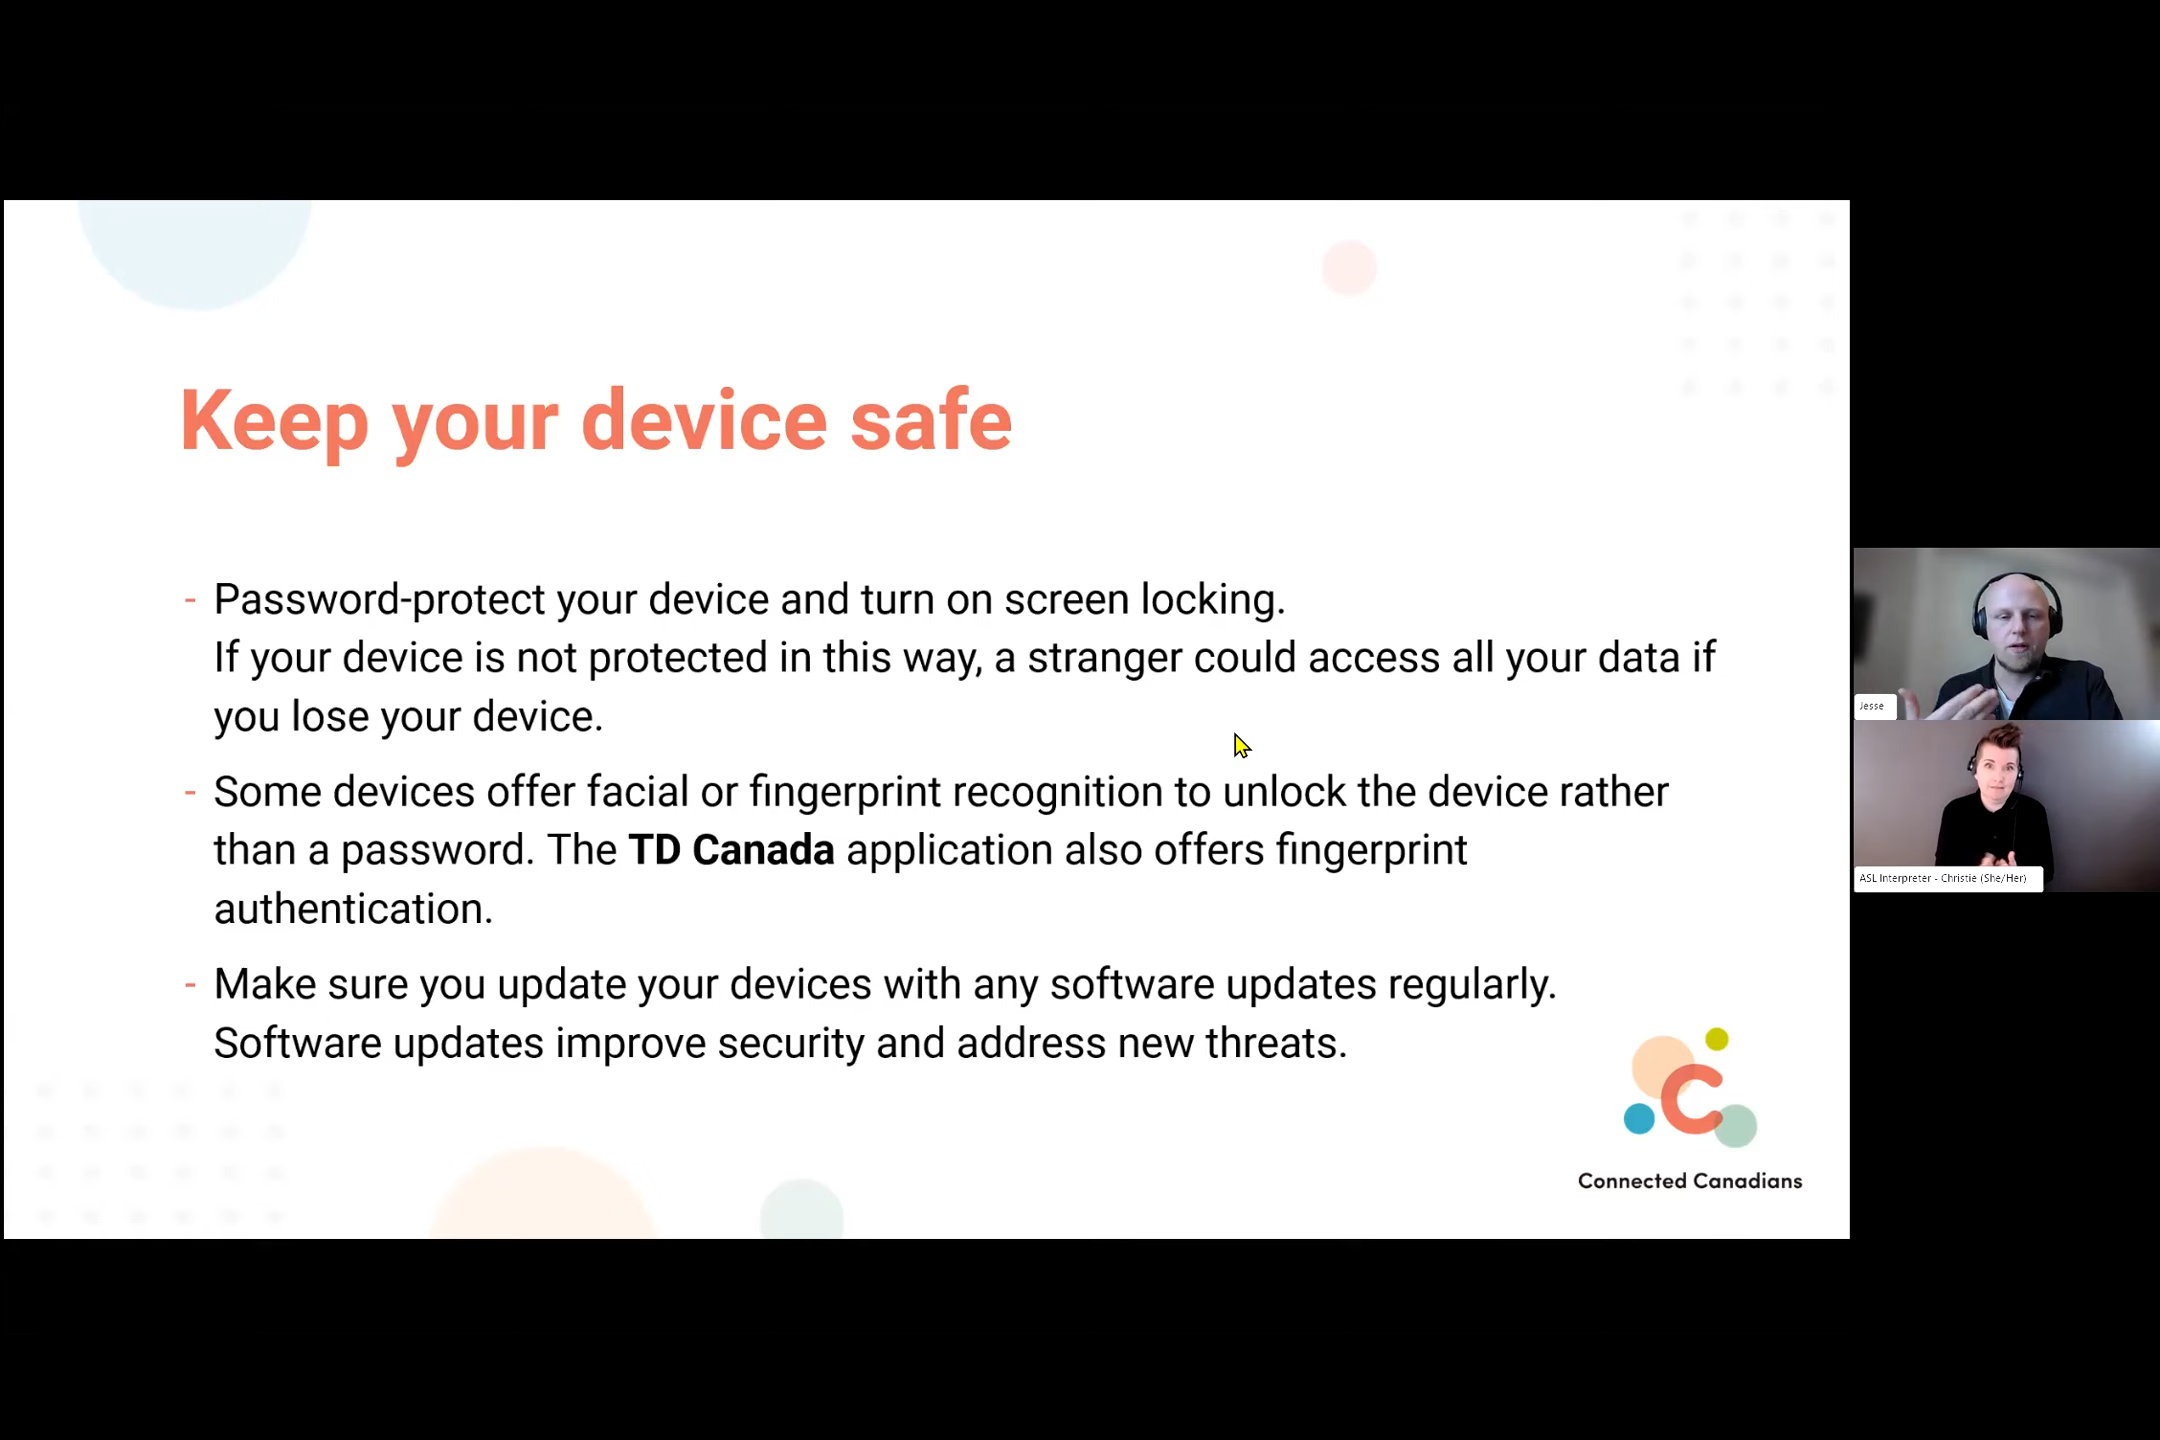 Keep your device safe
- Password-protect your device and turn on screen locking.
If your device is not protected in this way, a stranger could access all your data if
you lose your device.
- Some devices offer facial or fingerprint recognition to unlock the device rather
than a password. The TD Canada application also offers fingerprint
authentication.
- Make sure you update your devices with any software updates regularly.
Software updates improve security and address new threats.
Connected Canadians
Jesse
ASL Interpreter - Christie (She/Her)